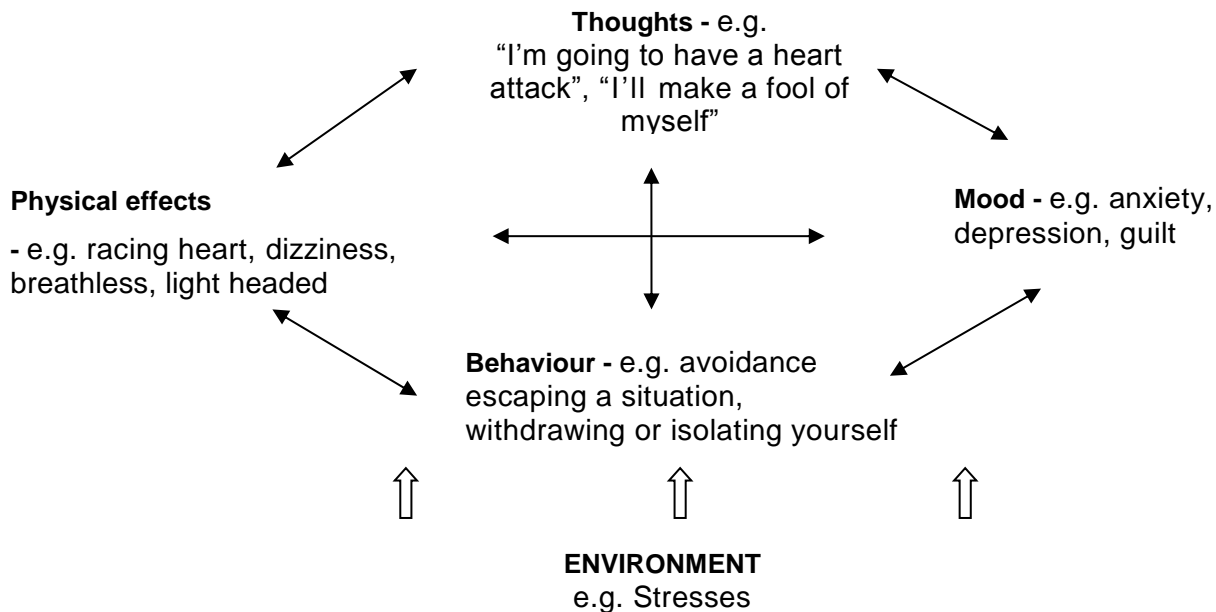 Thoughts - e.g.
“I’m going to have a heart
attack”, “I’ll make a fool of
myself”
Physical effects
- e.g. racing heart, dizziness,
breathless, light headed
Mood - e.g. anxiety,
depression, guilt
Behaviour - e.g. avoidance
escaping a situation,
withdrawing or isolating yourself
ENVIRONMENT
e.g. Stresses